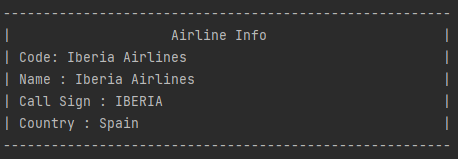 --------------------------------------------------------
|                    Airline Info                      |
| Code: Iberia Airlines                                |
| Name : Iberia Airlines                               |
| Call Sign : IBERIA                                   |
| Country : Spain                                      |
--------------------------------------------------------